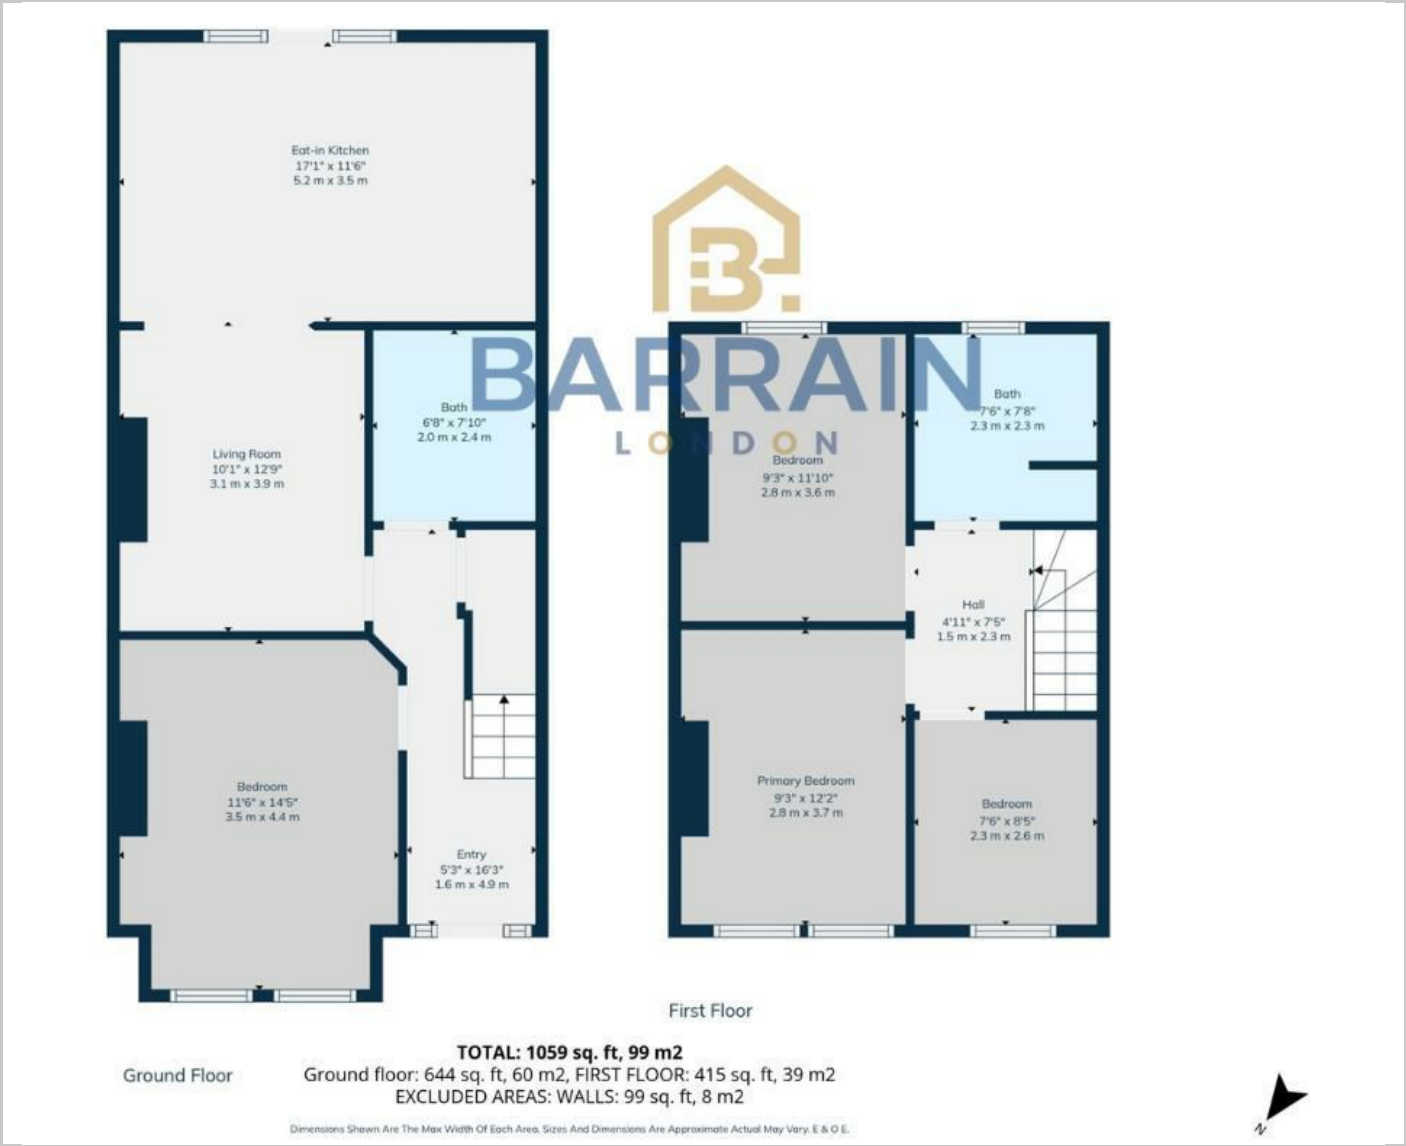 Eat-in Kitchen
17'1" x 11'6"
5.2 m x 3.5 m
B
BARRAIN
LONDON
Bath
6'8" x 7'10"
2.0 m x 2.4 m
Living Room
10'1" x 12'9"
3.1 m x 3.9 m
Bath
7'6" x 7'8"
2.3 m x 2.3 m
Bedroom
9'3" x 11'10"
2.8 m x 3.6 m
Hall
4'11" x 7'5"
1.5 m x 2.3 m
Bedroom
11'6" x 14'5"
3.5 m x 4.4 m
Entry
5'3" x 16'3"
1.6 m x 4.9 m
Primary Bedroom
9'3" x 12'2"
2.8 m x 3.7 m
Bedroom
7'6" x 8'5"
2.3 m x 2.6 m
First Floor
Ground Floor
TOTAL: 1059 sq. ft, 99 m2
Ground floor: 644 sq. ft, 60 m2, FIRST FLOOR: 415 sq. ft, 39 m2
EXCLUDED AREAS: WALLS: 99 sq. ft, 8 m2
Dimensions Shown Are The Max Width Of Each Area. Sizes And Dimensions Are Approximate Actual May Vary. E & O E.
N